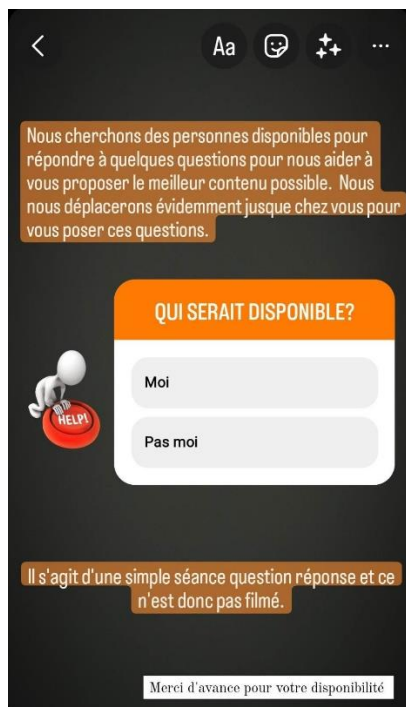 Aa
Nous cherchons des personnes disponibles pour
répondre à quelques questions pour nous aider à
vous proposer le meilleur contenu possible. Nous
nous déplacerons évidemment jusque chez vous pour
vous poser ces questions.
QUI SERAIT DISPONIBLE?
Moi
HELP!
Pas moi
Il s'agit d'une simple séance question réponse et ce
n'est donc pas filmé.
Merci d'avance pour votre disponibilité